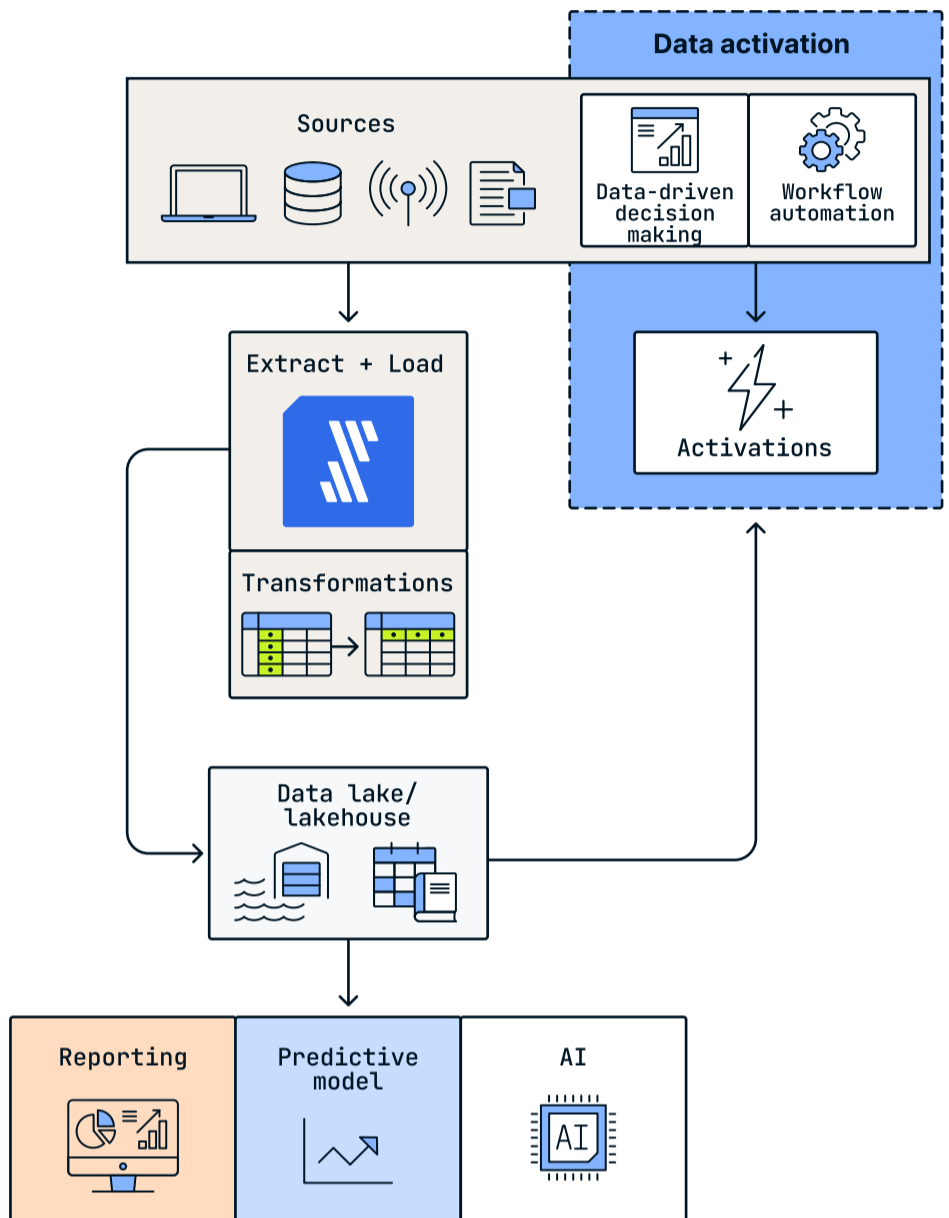 Data activation
Sources
Data-driven
decision
making
Workflow
automation
Extract + Load
Activations
Transformations
Data lake/
lakehouse
Reporting
Predictive
model
AI
AI